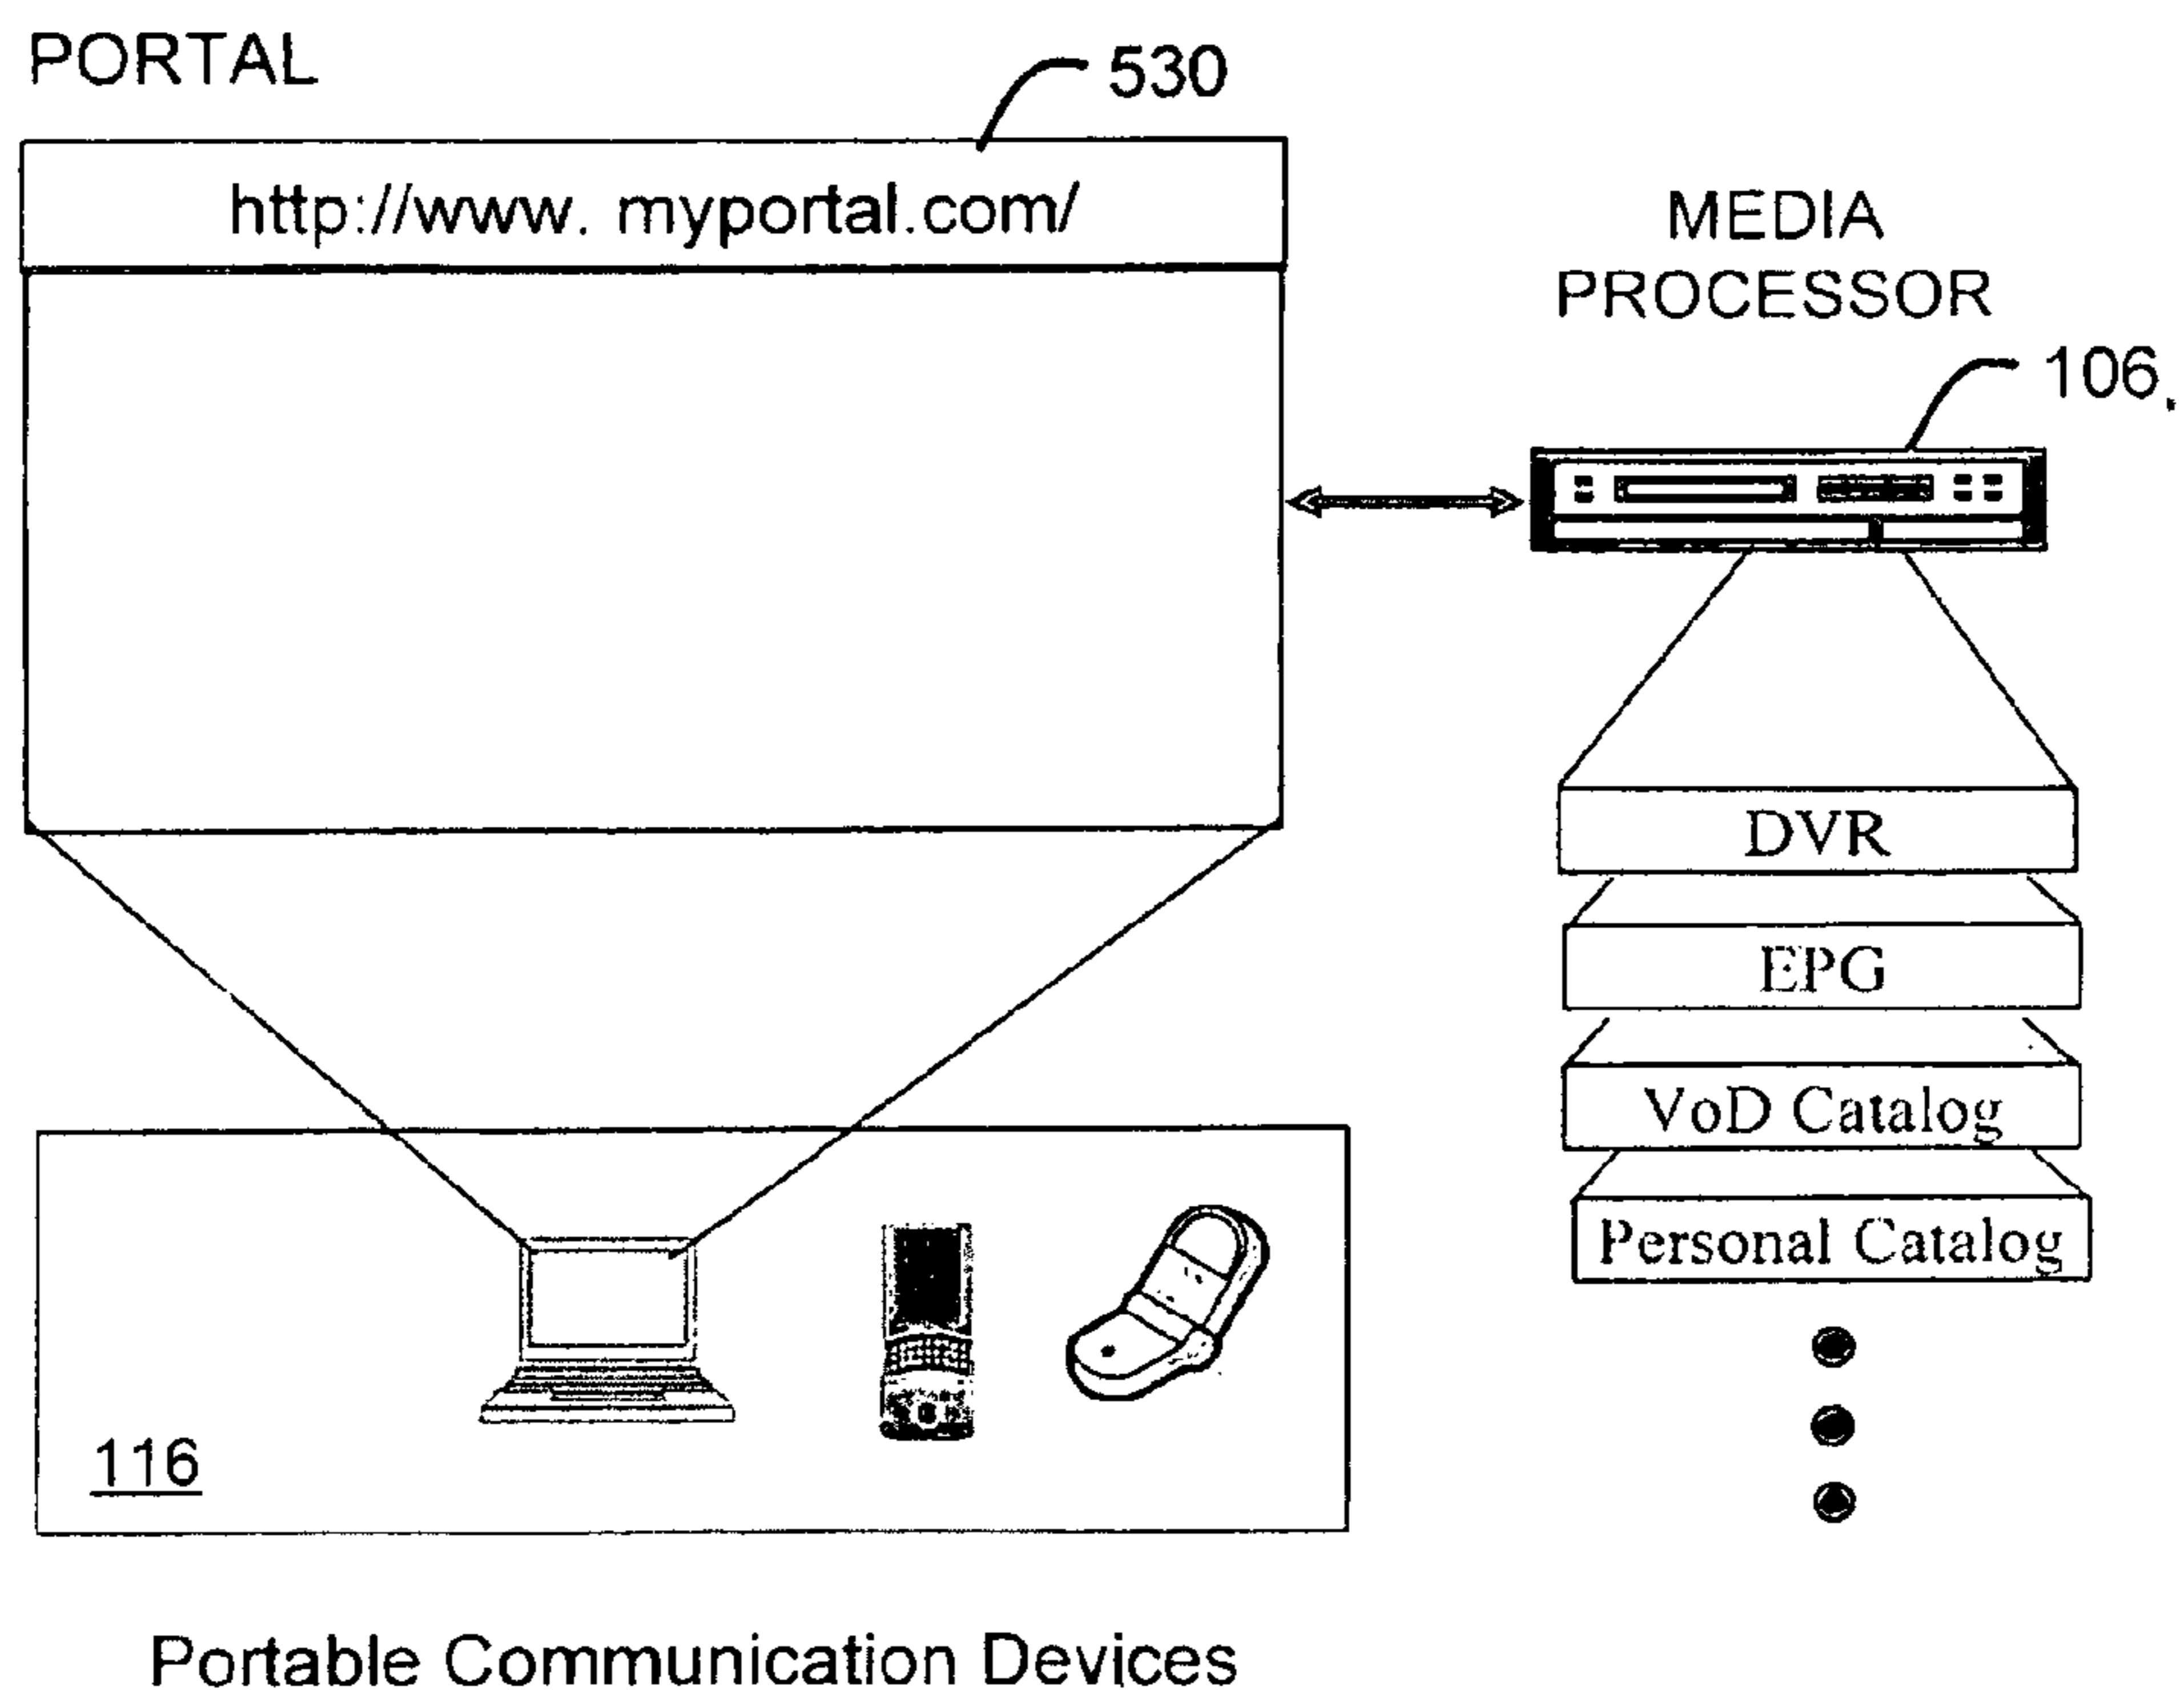 PORTAL
530
http://www. myportal.com/
MEDIA
PROCESSOR
106
DVR
EPG
VoD Catalog
Personal Catalog
116
Portable Communication Devices